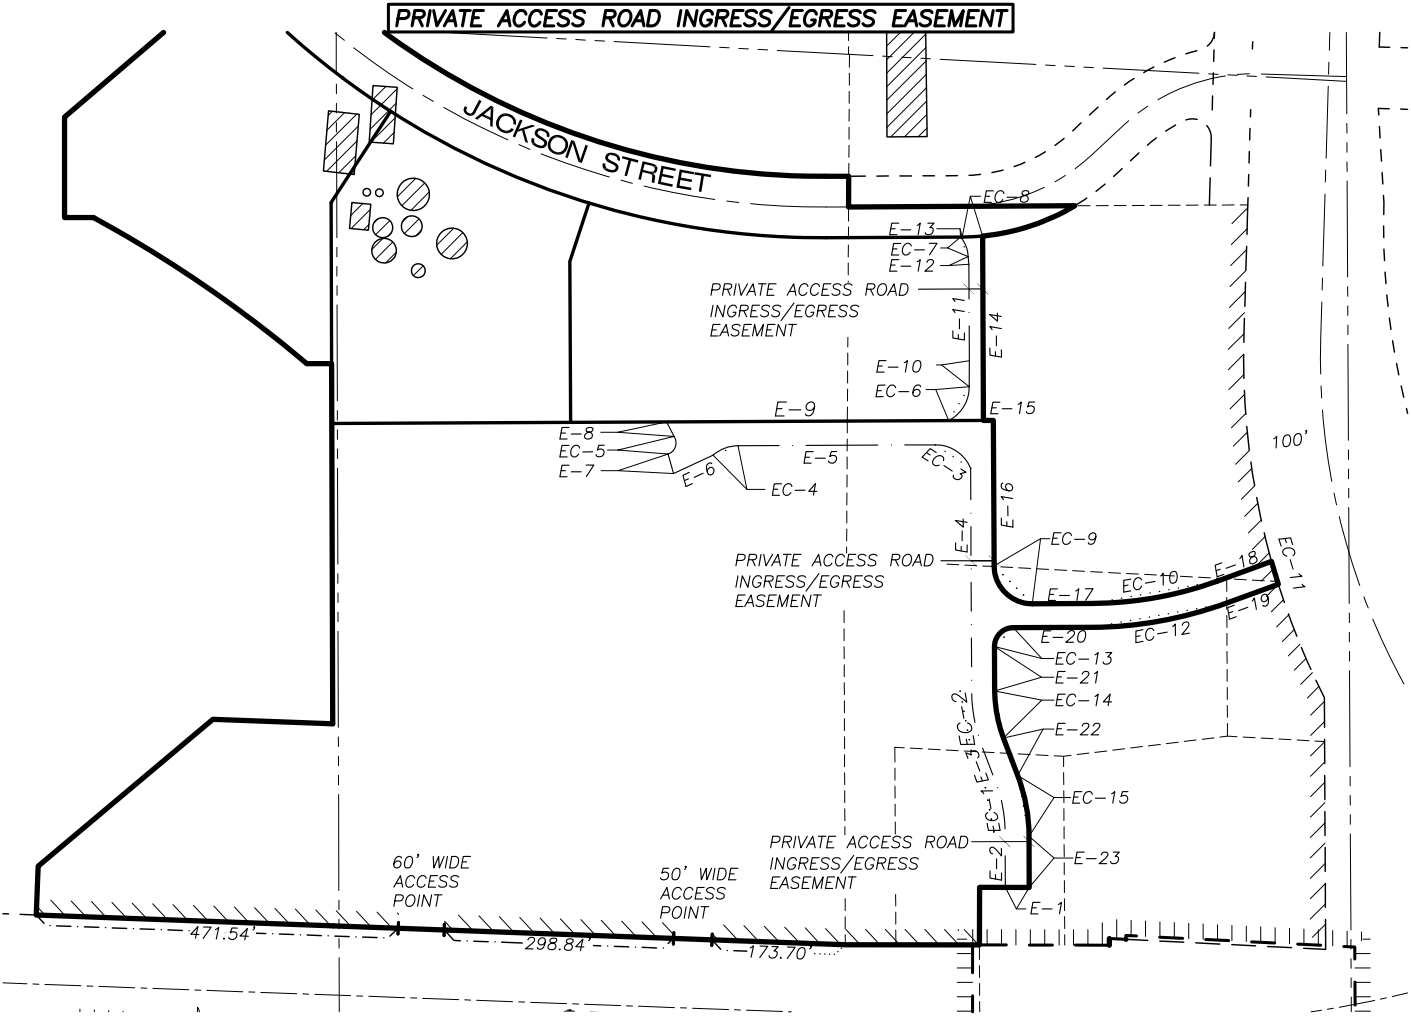 PRIVATE ACCESS ROAD INGRESS/EGRESS EASEMENT
JACKSON STREET
EC-8
E-13
EC-7
E-12
PRIVATE ACCESS ROAD
INGRESS/EGRESS
EASEMENT
E-11
E-14
E-10
EC-6
E-9
E-15
E-8
EC-5
E-7
E-6
E-5
EC-4
EC-3
100'
E-16
E-4
EC-9
PRIVATE ACCESS ROAD
INGRESS/EGRESS
EASEMENT
E-17
EC-10
E-18
EC-11
E-19
EC-12
E-20
EC-13
E-21
EC-14
EC-2
E-22
E-3
EC-1
EC-15
PRIVATE ACCESS ROAD
INGRESS/EGRESS
EASEMENT
E-2
E-23
E-1
60' WIDE
ACCESS
POINT
50' WIDE
ACCESS
POINT
471.54'
298.84'
173.70'